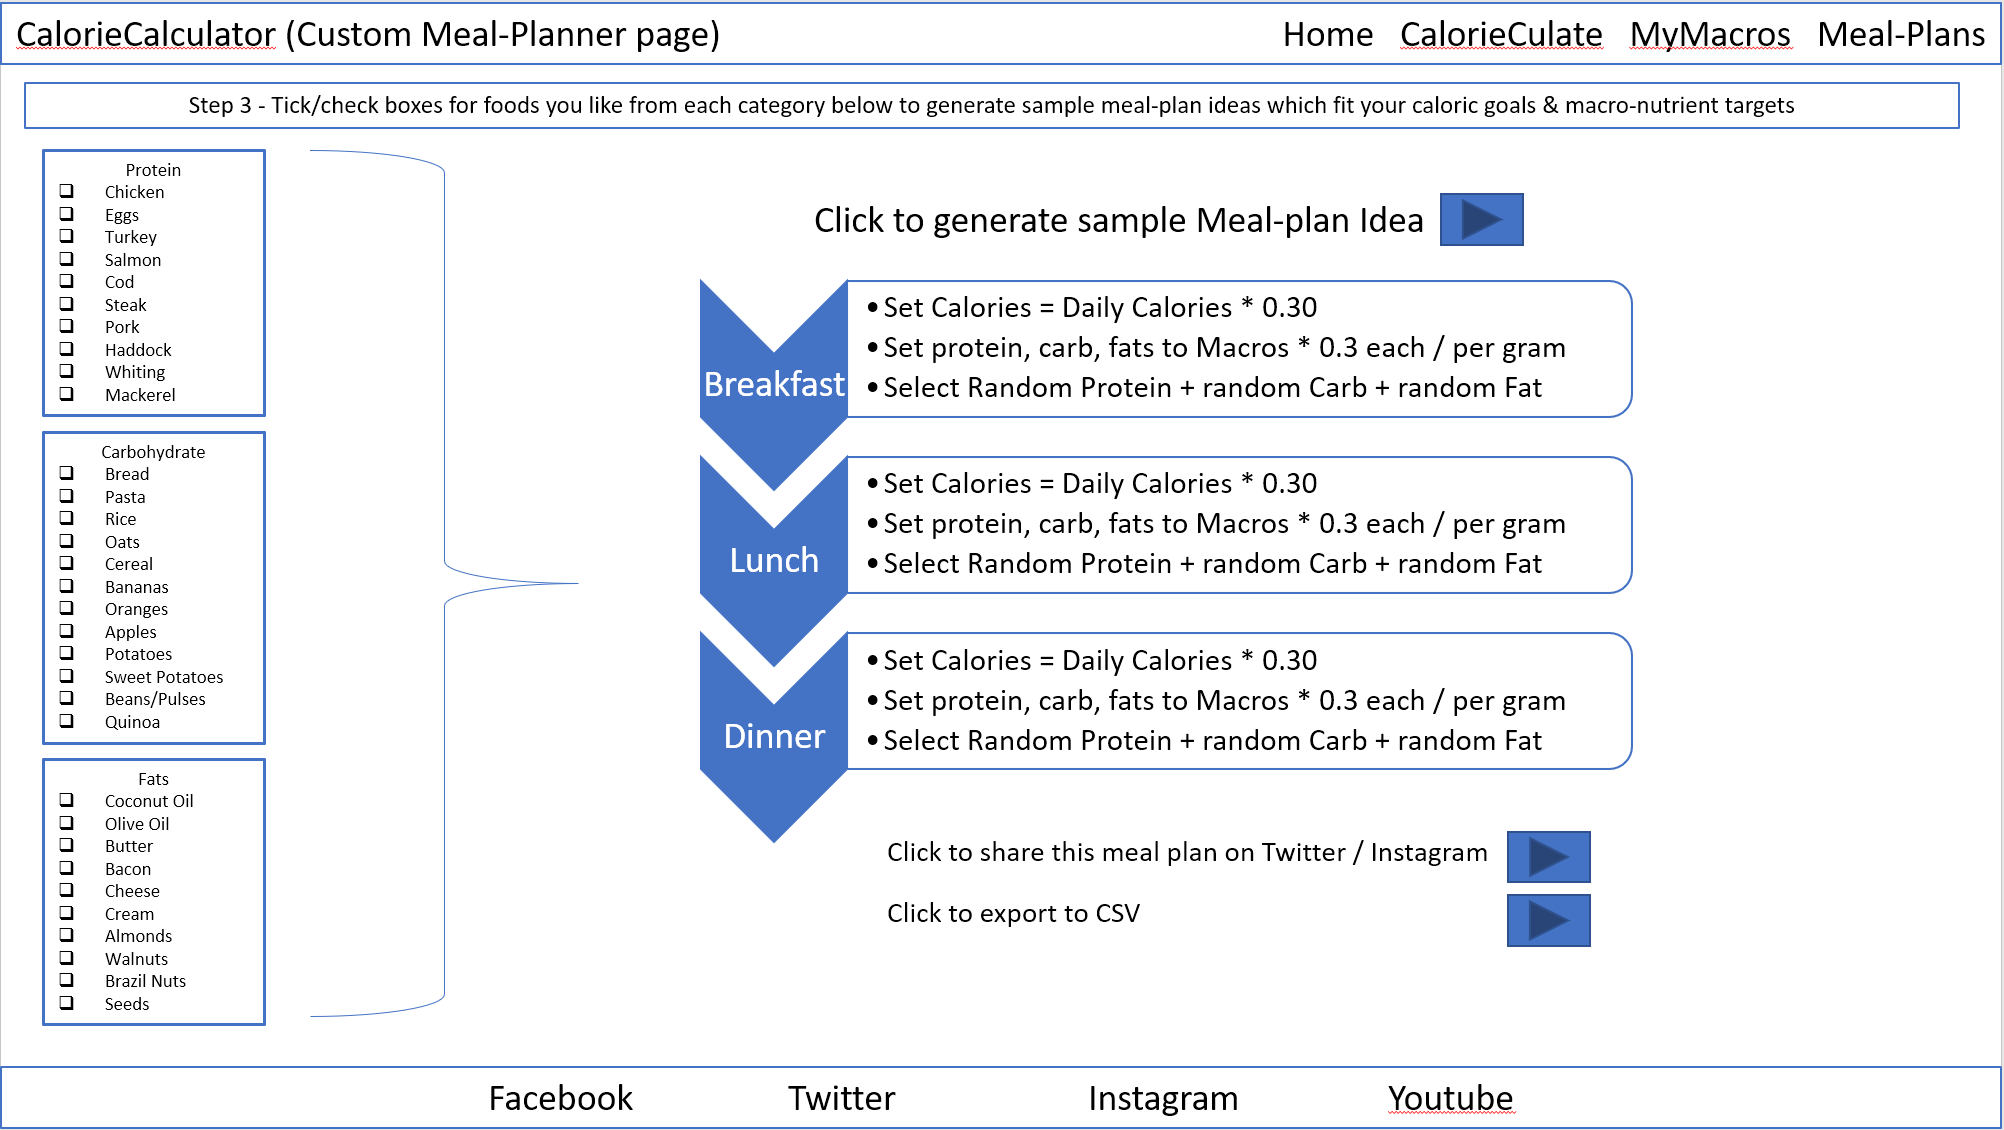 CalorieCalculator (Custom Meal-Planner page)
Home CalorieCulate MyMacros Meal-Plans
Step 3 - Tick/check boxes for foods you like from each category below to generate sample meal-plan ideas which fit your caloric goals & macro-nutrient targets
Protein
Chicken
Eggs
Turkey
Salmon
Cod
Steak
Pork
Haddock
Whiting
Mackerel
Carbohydrate
Bread
Pasta
Rice
Oats
Cereal
Bananas
Oranges
Apples
Potatoes
Sweet Potatoes
Beans/Pulses
Quinoa
Fats
Coconut Oil
Olive Oil
Butter
Bacon
Cheese
Cream
Almonds
Walnuts
Brazil Nuts
Seeds
Click to generate sample Meal-plan Idea
Breakfast
•Set Calories = Daily Calories * 0.30
•Set protein, carb, fats to Macros * 0.3 each / per gram
•Select Random Protein + random Carb + random Fat
Lunch
•Set Calories = Daily Calories * 0.30
•Set protein, carb, fats to Macros * 0.3 each / per gram
•Select Random Protein + random Carb + random Fat
Dinner
•Set Calories = Daily Calories * 0.30
•Set protein, carb, fats to Macros * 0.3 each / per gram
•Select Random Protein + random Carb + random Fat
Click to share this meal plan on Twitter / Instagram
Click to export to CSV
Facebook Twitter Instagram Youtube